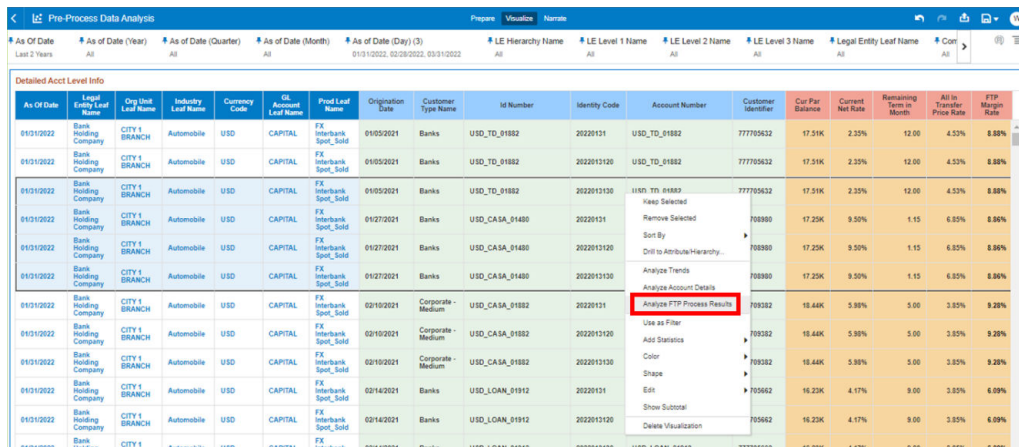 Pre-Process Data Analysis Prepare Visualize Narrate
As Of Date As of Date (Year) As of Date (Quarter) As of Date (Month) As of Date (Day) (3) LE Hierarchy Name LE Level 1 Name LE Level 2 Name LE Level 3 Name Legal Entity Leaf Name Com
Last 2 Years All All All 01/31/2022, 02/28/2022, 03/31/2022 All All All All All All
Detailed Acct Level Info
As Of Date Legal Entity Leaf Name Org Unit Leaf Name Industry Leaf Name Currency Code GL Account Leaf Name Prod Leaf Name Origination Date Customer Type Name Id Number Identity Code Account Number Customer Identifier Cur Par Balance Current Net Rate Remaining Term in Month All In Transfer Price Rate FTP Margin Rate
01/31/2022 Bank Holding Company CITY 1 BRANCH Automobile USD CAPITAL FX Interbank Spot_Sold 01/05/2021 Banks USD_TD_01882 20220131 USD_TD_01882 777705632 17.51K 2.35% 12.00 4.53% 8.88%
01/31/2022 Bank Holding Company CITY 1 BRANCH Automobile USD CAPITAL FX Interbank Spot_Sold 01/05/2021 Banks USD_TD_01882 2022013120 USD_TD_01882 777705632 17.51K 2.35% 12.00 4.53% 8.88%
01/31/2022 Bank Holding Company CITY 1 BRANCH Automobile USD CAPITAL FX Interbank Spot_Sold 01/05/2021 Banks USD_TD_01882 2022013130 USD_TD_01882 777705632 17.51K 2.35% 12.00 4.53% 8.88%
01/31/2022 Bank Holding Company CITY 1 BRANCH Automobile USD CAPITAL FX Interbank Spot_Sold 01/27/2021 Banks USD_CASA_01480 20220131 708980 17.25K 9.50% 1.15 6.85% 8.86%
01/31/2022 Bank Holding Company CITY 1 BRANCH Automobile USD CAPITAL FX Interbank Spot_Sold 01/27/2021 Banks USD_CASA_01480 2022013120 708980 17.25K 9.50% 1.15 6.85% 8.86%
01/31/2022 Bank Holding Company CITY 1 BRANCH Automobile USD CAPITAL FX Interbank Spot_Sold 01/27/2021 Banks USD_CASA_01480 2022013130 708980 17.25K 9.50% 1.15 6.85% 8.86%
01/31/2022 Bank Holding Company CITY 1 BRANCH Automobile USD CAPITAL FX Interbank Spot_Sold 02/10/2021 Corporate - Medium USD_CASA_01882 20220131 709382 18.44K 5.98% 5.00 3.85% 9.28%
01/31/2022 Bank Holding Company CITY 1 BRANCH Automobile USD CAPITAL FX Interbank Spot_Sold 02/10/2021 Corporate - Medium USD_CASA_01882 2022013120 709382 18.44K 5.98% 5.00 3.85% 9.28%
01/31/2022 Bank Holding Company CITY 1 BRANCH Automobile USD CAPITAL FX Interbank Spot_Sold 02/10/2021 Corporate - Medium USD_CASA_01882 2022013130 709382 18.44K 5.98% 5.00 3.85% 9.28%
01/31/2022 Bank Holding Company CITY 1 BRANCH Automobile USD CAPITAL FX Interbank Spot_Sold 02/14/2021 Banks USD_LOAN_01912 20220131 705662 16.23K 4.17% 9.00 3.85% 6.09%
01/31/2022 Bank Holding Company CITY 1 BRANCH Automobile USD CAPITAL FX Interbank Spot_Sold 02/14/2021 Banks USD_LOAN_01912 2022013120 705662 16.23K 4.17% 9.00 3.85% 6.09%
Bank CITY 1 FX
Keep Selected
Remove Selected
Sort By
Drill to Attribute/Hierarchy...
Analyze Trends
Analyze Account Details
Analyze FTP Process Results
Use as Filter
Add Statistics
Color
Shape
Edit
Show Subtotal
Delete Visualization